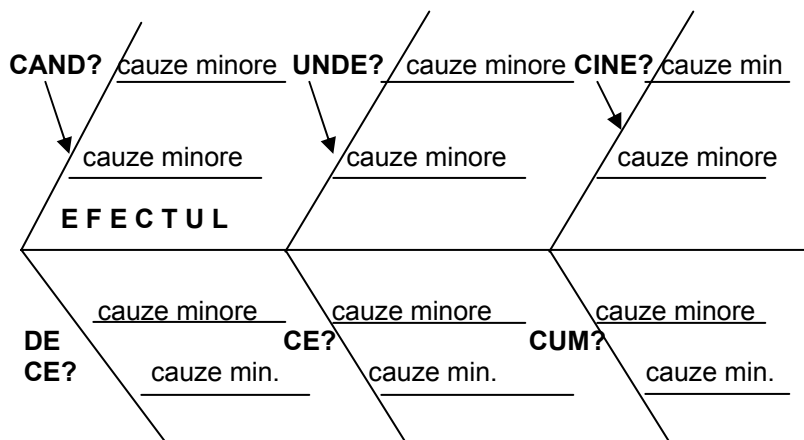 CAND? cauze minore UNDE? cauze minore CINE? cauze min
cauze minore cauze minore cauze minore
E F E C T U L
cauze minore cauze minore cauze minore
DE CE? CUM?
CE? cauze min. cauze min. cauze min.